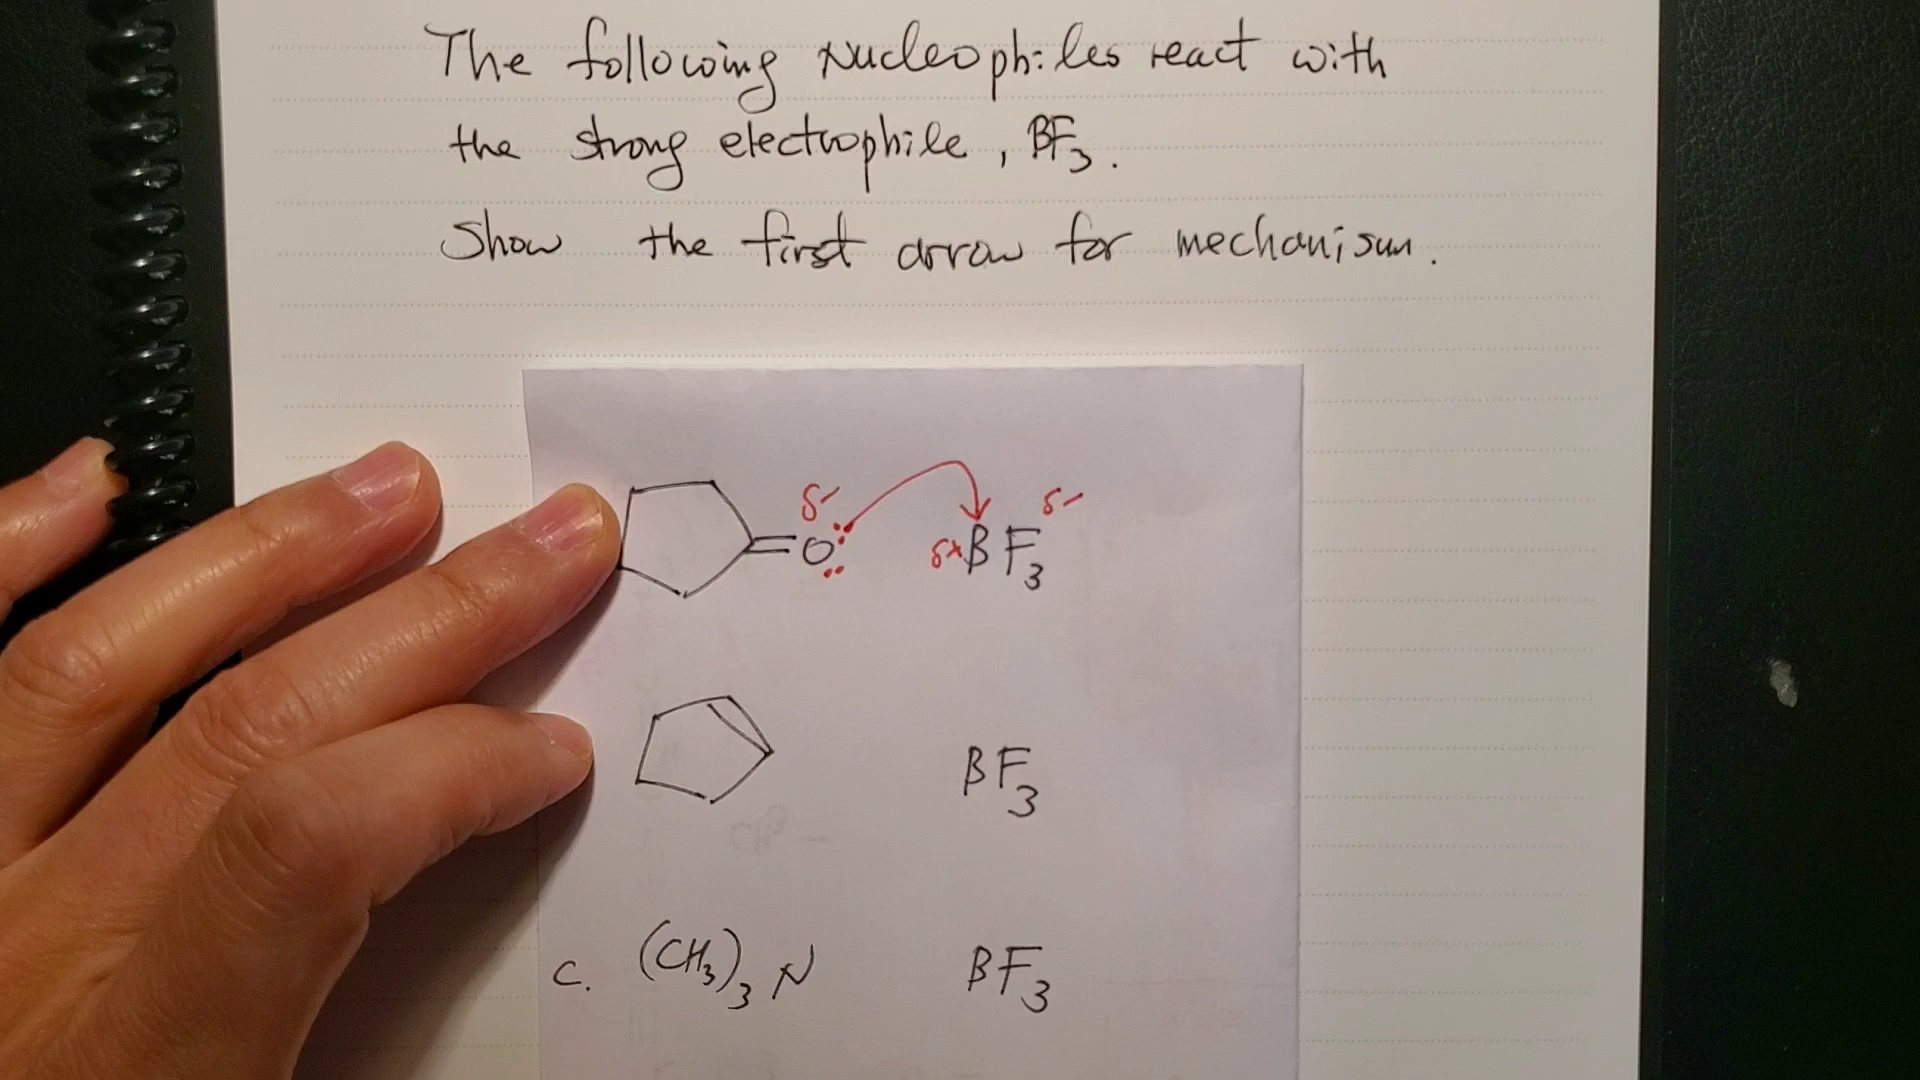 The following Nucleophiles react with
the strong electrophile, BF3.
Show the first arrow for mechanism.
δ- δ-
O δ+ BF3
BF3
c. (CH3)3 N BF3